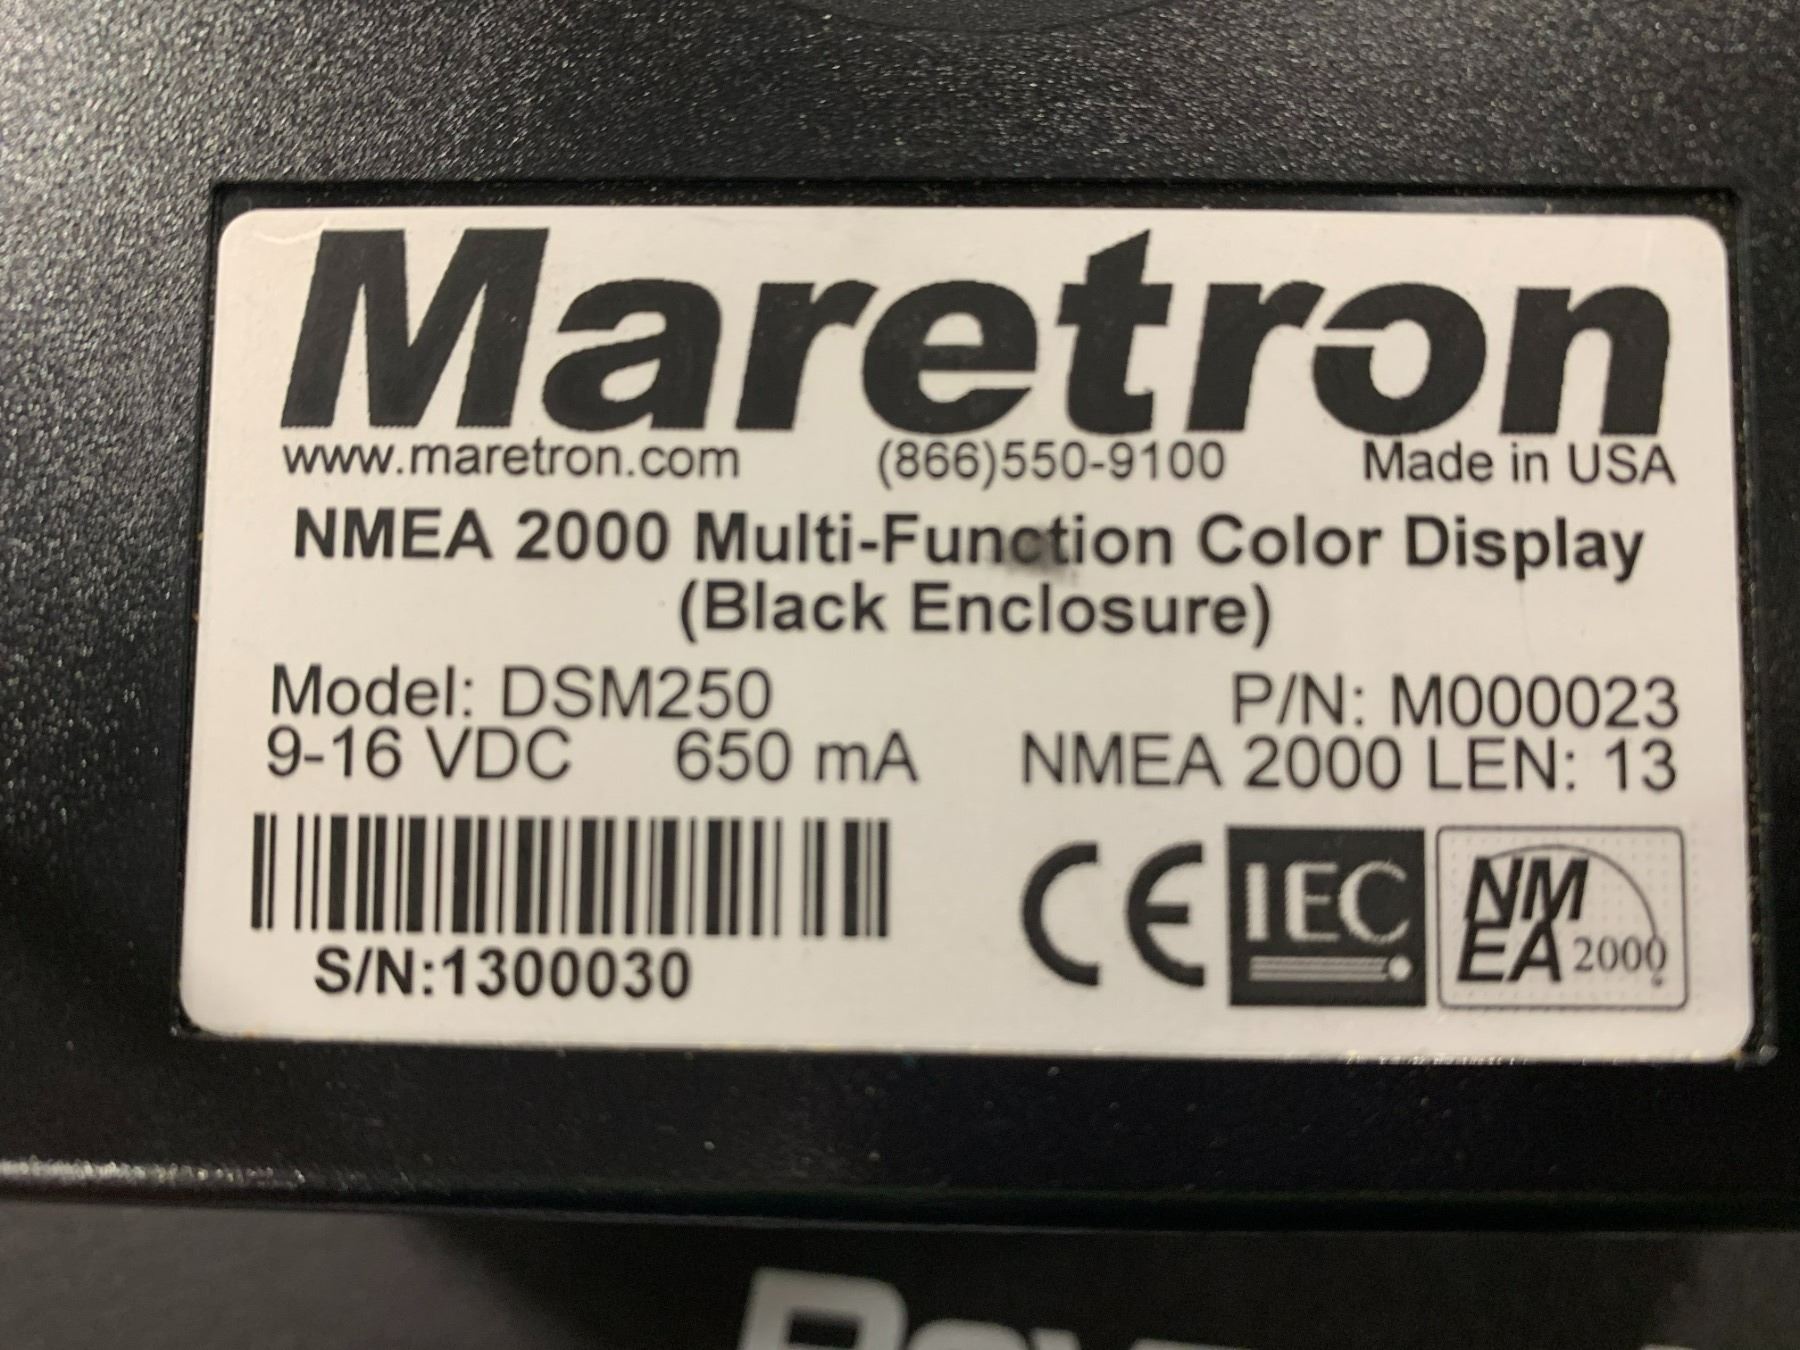 Maretron
www.maretron.com (866)550-9100 Made in USA
NMEA 2000 Multi-Function Color Display
(Black Enclosure)
Model: DSM250 P/N: M000023
9-16 VDC 650 mA NMEA 2000 LEN: 13
S/N:1300030
CE IEC NMEA 2000